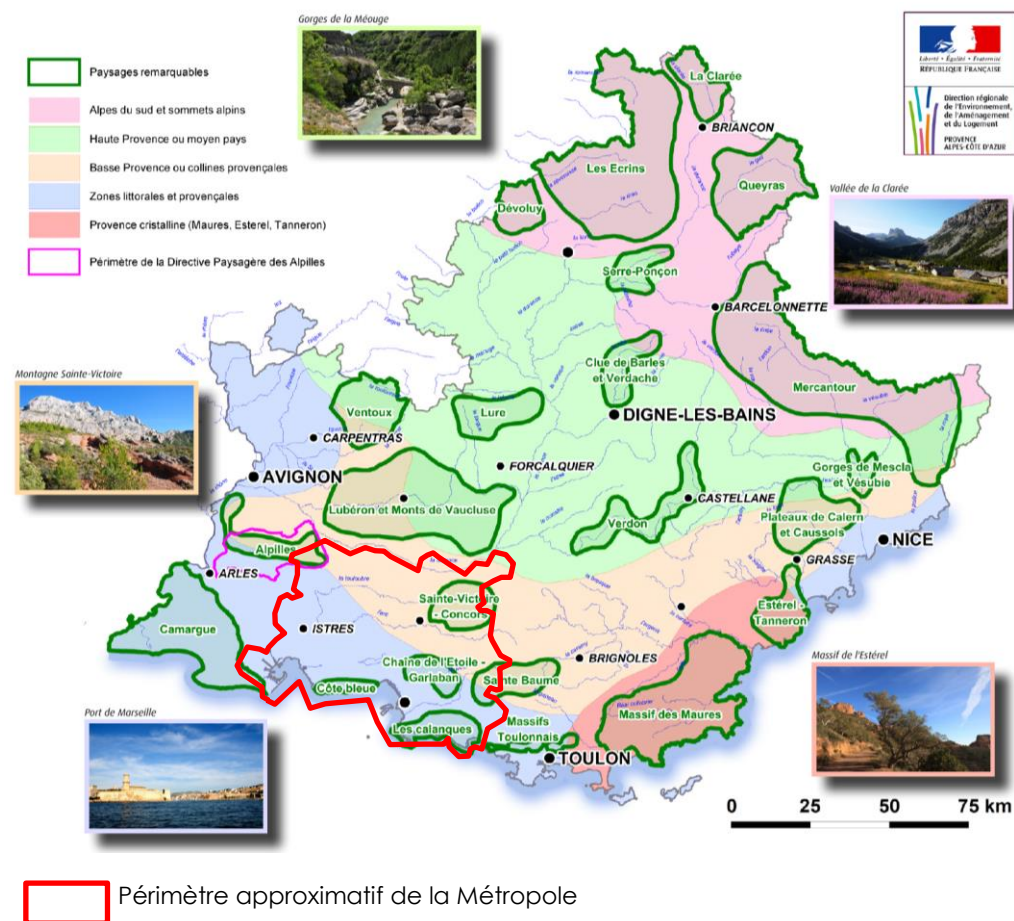 Gorges de la Méouge
Paysages remarquables
Alpes du sud et sommets alpins
Haute Provence ou moyen pays
Basse Provence ou collines provençales
Zones littorales et provençales
Provence cristalline (Maures, Esterel, Tanneron)
Périmètre de la Directive Paysagère des Alpilles
Liberté • Égalité • Fraternité
RÉPUBLIQUE FRANÇAISE
Direction régionale
de l'Environnement,
de l'Aménagement
et du Logement
PROVENCE
ALPES-CÔTE D'AZUR
La Clarée
BRIANCON
Les Ecrins
Queyras
Dévoluy
Vallée de la Clarée
Serre-Ponçon
BARCELONNETTE
Clue de Barles
et Verdache
Mercantour
Montagne Sainte-Victoire
Ventoux
Lure
DIGNE-LES-BAINS
CARPENTRAS
FORCALQUIER
AVIGNON
Gorges de Mescla
et Vésubie
CASTELLANE
Lubéron et Monts de Vaucluse
Verdon
Plateaux de Calern
et Caussols
NICE
Alpilles
GRASSE
ARLES
Sainte-Victoire
- Concors
Estérel -
Tanneron
Camargue
ISTRES
BRIGNOLES
Massif de l'Estérel
Chaine de l'Etoile -
Garlaban
Sainte Baume
Côte bleue
Massif des Maures
Port de Marseille
Les calanques
Massifs
Toulonnais
TOULON
0 25 50 75 km
Périmètre approximatif de la Métropole